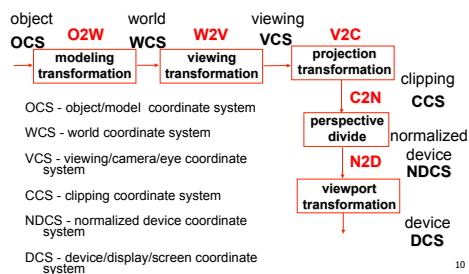 object world viewing
OCS O2W WCS W2V VCS V2C
modeling transformation
viewing transformation
projection transformation
clipping
CCS
C2N
perspective divide
normalized
device
NDCS
N2D
viewport transformation
device
DCS
OCS - object/model coordinate system
WCS - world coordinate system
VCS - viewing/camera/eye coordinate
system
CCS - clipping coordinate system
NDCS - normalized device coordinate
system
DCS - device/display/screen coordinate
system
10